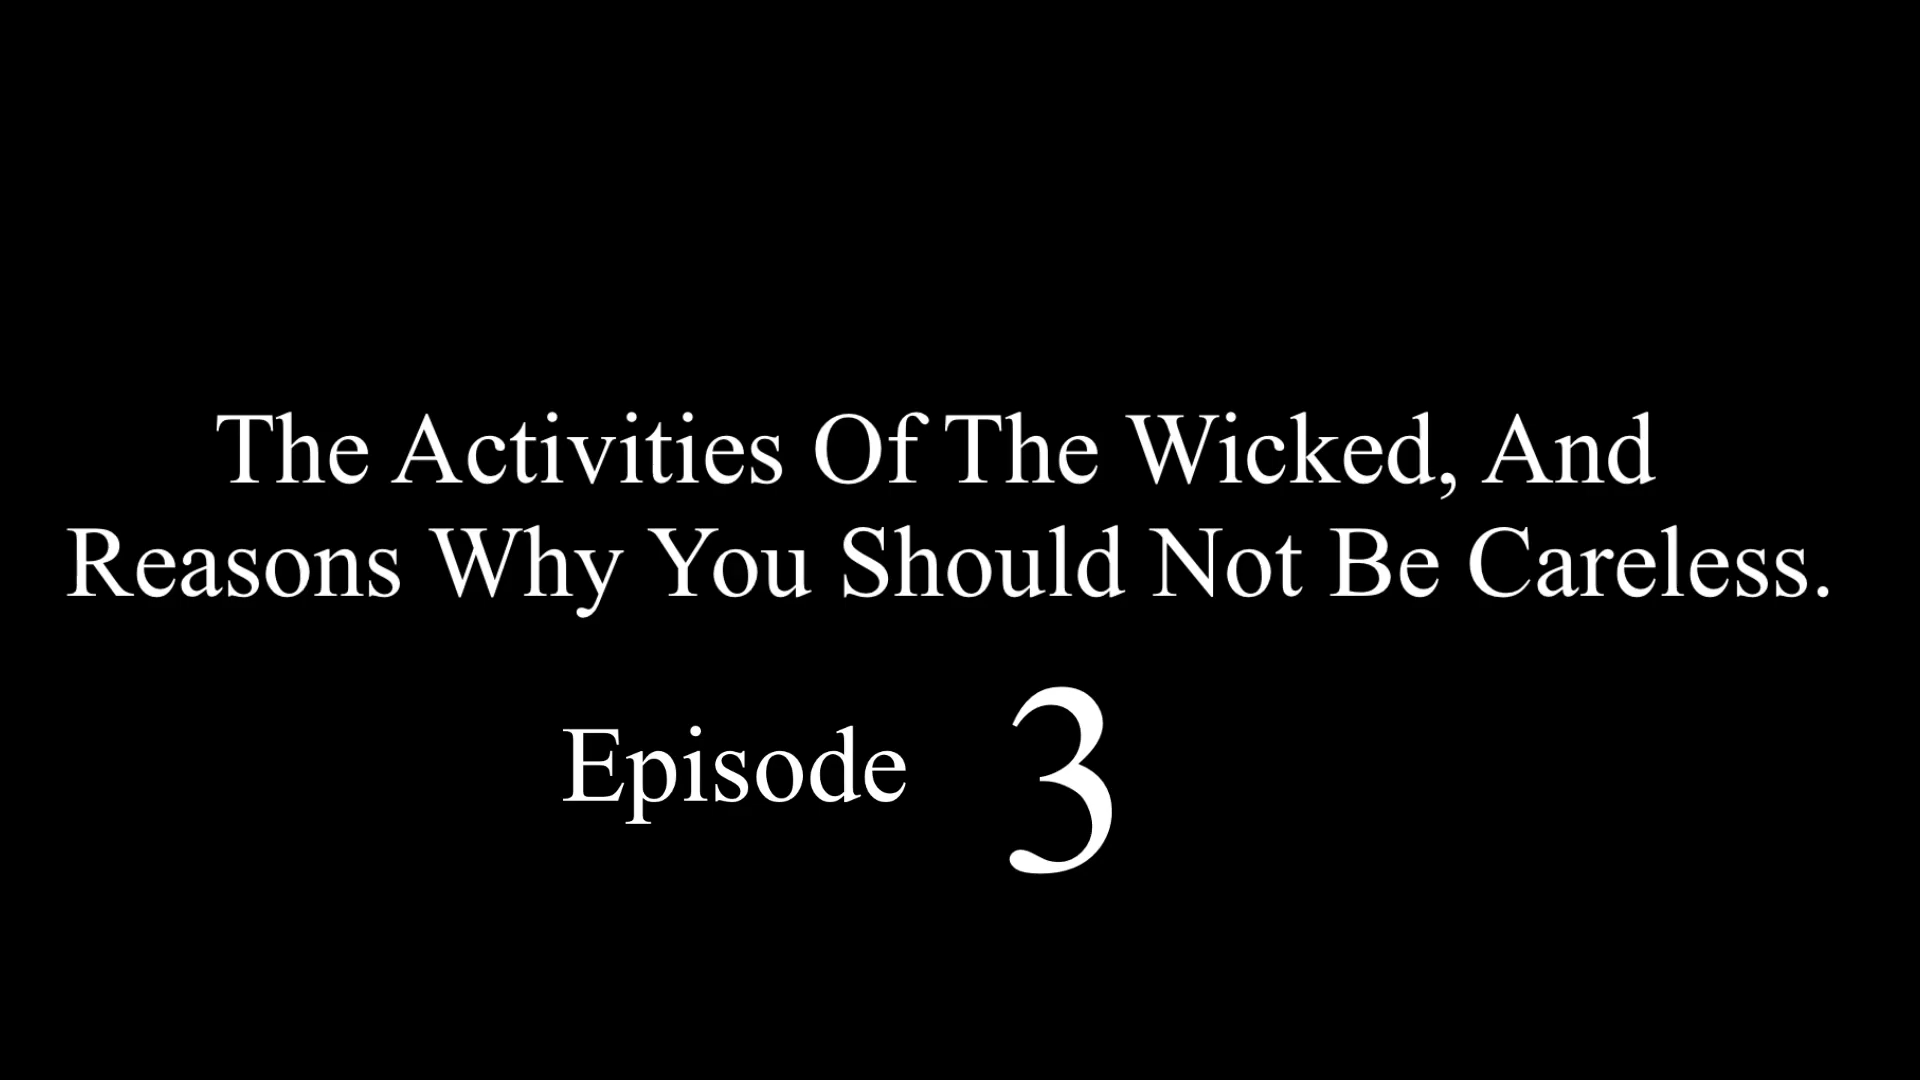 The Activities Of The Wicked, And
Reasons Why You Should Not Be Careless.
Episode 3